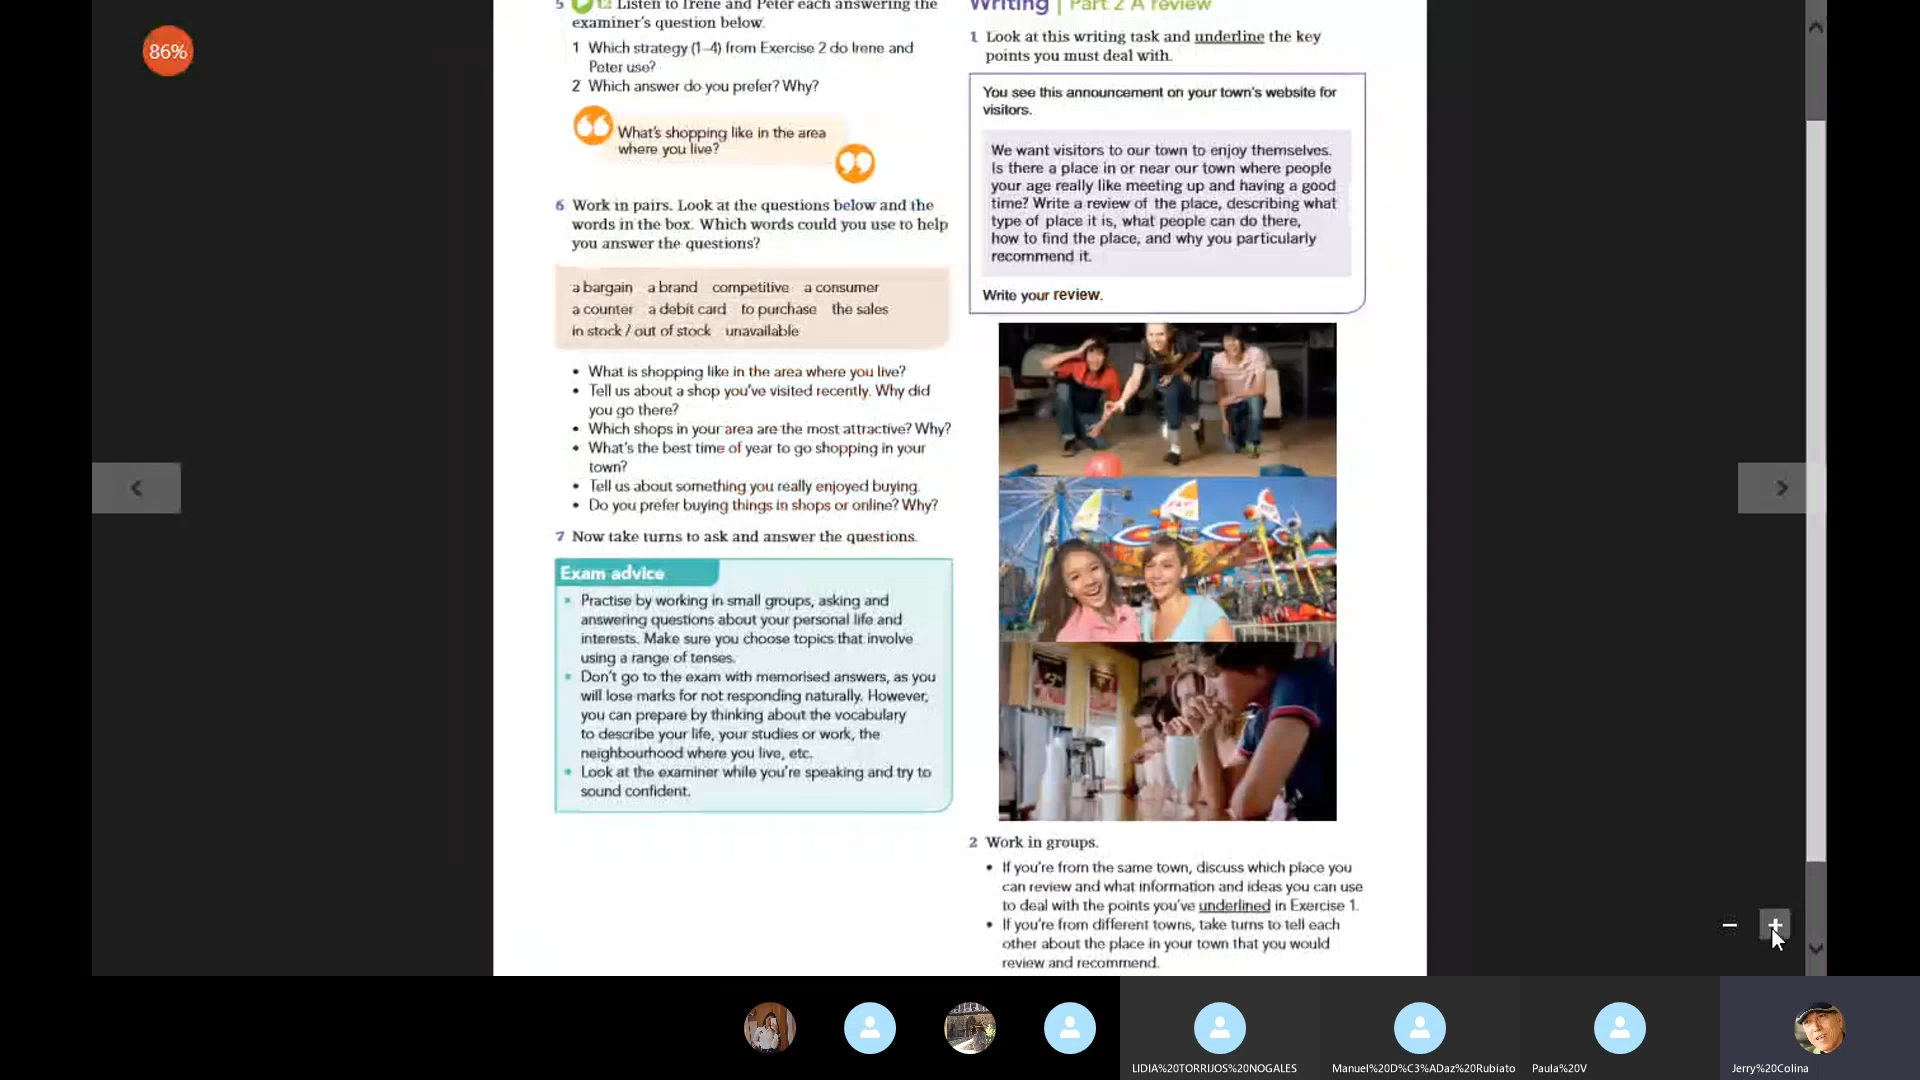 86%
5 12 Listen to Irene and Peter each answering the
examiner's question below.
1 Which strategy (1–4) from Exercise 2 do Irene and
Peter use?
2 Which answer do you prefer? Why?
What's shopping like in the area
where you live?
6 Work in pairs. Look at the questions below and the
words in the box. Which words could you use to help
you answer the questions?
a bargain a brand competitive a consumer
a counter a debit card to purchase the sales
in stock / out of stock unavailable
• What is shopping like in the area where you live?
• Tell us about a shop you've visited recently. Why did
you go there?
• Which shops in your area are the most attractive? Why?
• What's the best time of year to go shopping in your
town?
• Tell us about something you really enjoyed buying.
• Do you prefer buying things in shops or online? Why?
7 Now take turns to ask and answer the questions.
Exam advice
• Practise by working in small groups, asking and
answering questions about your personal life and
interests. Make sure you choose topics that involve
using a range of tenses.
• Don't go to the exam with memorised answers, as you
will lose marks for not responding naturally. However,
you can prepare by thinking about the vocabulary
to describe your life, your studies or work, the
neighbourhood where you live, etc.
• Look at the examiner while you're speaking and try to
sound confident.
Writing | Part 2 A review
1 Look at this writing task and underline the key
points you must deal with.
You see this announcement on your town's website for
visitors.
We want visitors to our town to enjoy themselves.
Is there a place in or near our town where people
your age really like meeting up and having a good
time? Write a review of the place, describing what
type of place it is, what people can do there,
how to find the place, and why you particularly
recommend it.
Write your review.
2 Work in groups.
• If you're from the same town, discuss which place you
can review and what information and ideas you can use
to deal with the points you've underlined in Exercise 1.
• If you're from different towns, take turns to tell each
other about the place in your town that you would
review and recommend.
LIDIA%20TORRIJOS%20NOGALES
Manuel%20D%C3%ADaz%20Rubiato
Paula%20V
Jerry%20Colina